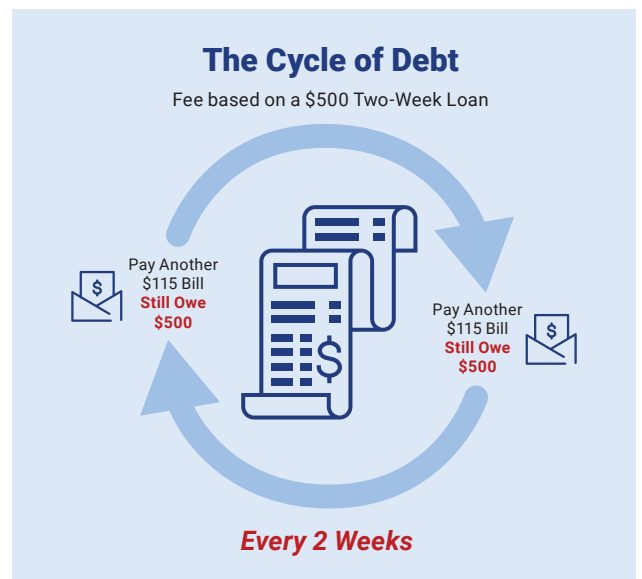 The Cycle of Debt
Fee based on a $500 Two-Week Loan
$
Pay Another
$115 Bill
Still Owe
$500
$
Pay Another
$115 Bill
Still Owe
$500
$
Every 2 Weeks